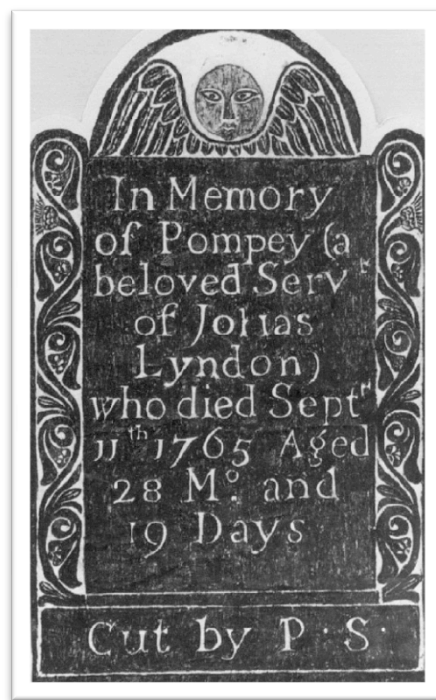 In Memory
of Pompey (a
beloved Servᵗ
of Joſias
Lyndon)
who died Septʳ
11ᵗʰ 1765 Aged
28 Mº and
19 Days
Cut by P. S.